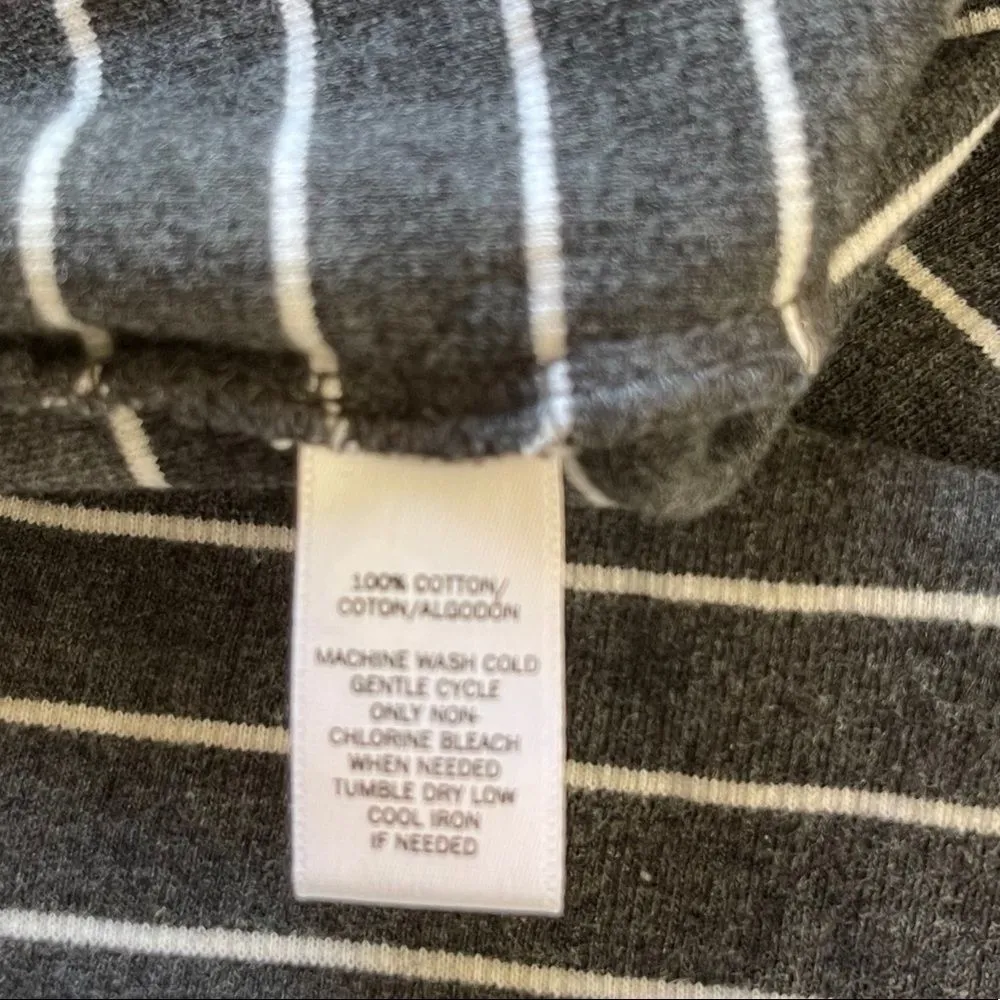 100% COTTON/
COTON/ALGODÓN
MACHINE WASH COLD
GENTLE CYCLE
ONLY NON-
CHLORINE BLEACH
WHEN NEEDED
TUMBLE DRY LOW
COOL IRON
IF NEEDED